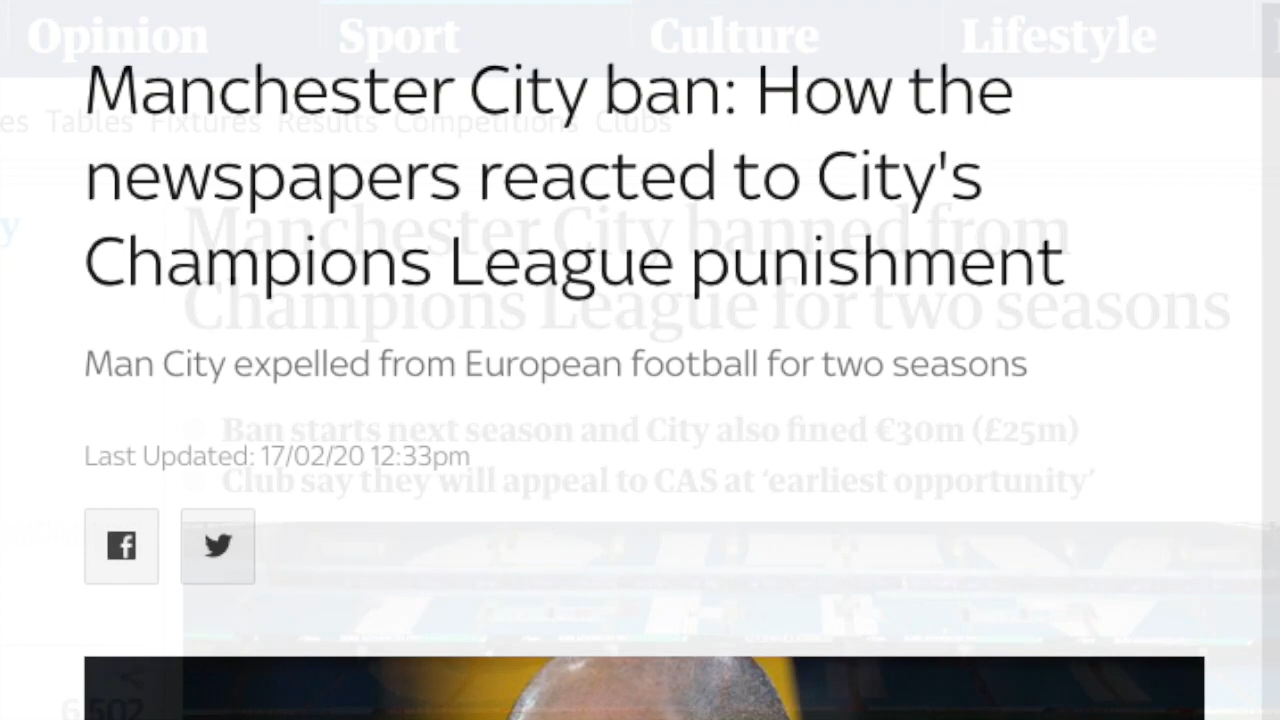 Opinion Sport Culture Lifestyle
Manchester City ban: How the
es Tables Fixtures Results Competitions Clubs
newspapers reacted to City's
y
Manchester City banned from
Champions League punishment
Champions League for two seasons
Man City expelled from European football for two seasons
Ban starts next season and City also fined €30m (£25m)
Last Updated: 17/02/20 12:33pm
Club say they will appeal to CAS at ‘earliest opportunity’
6,502